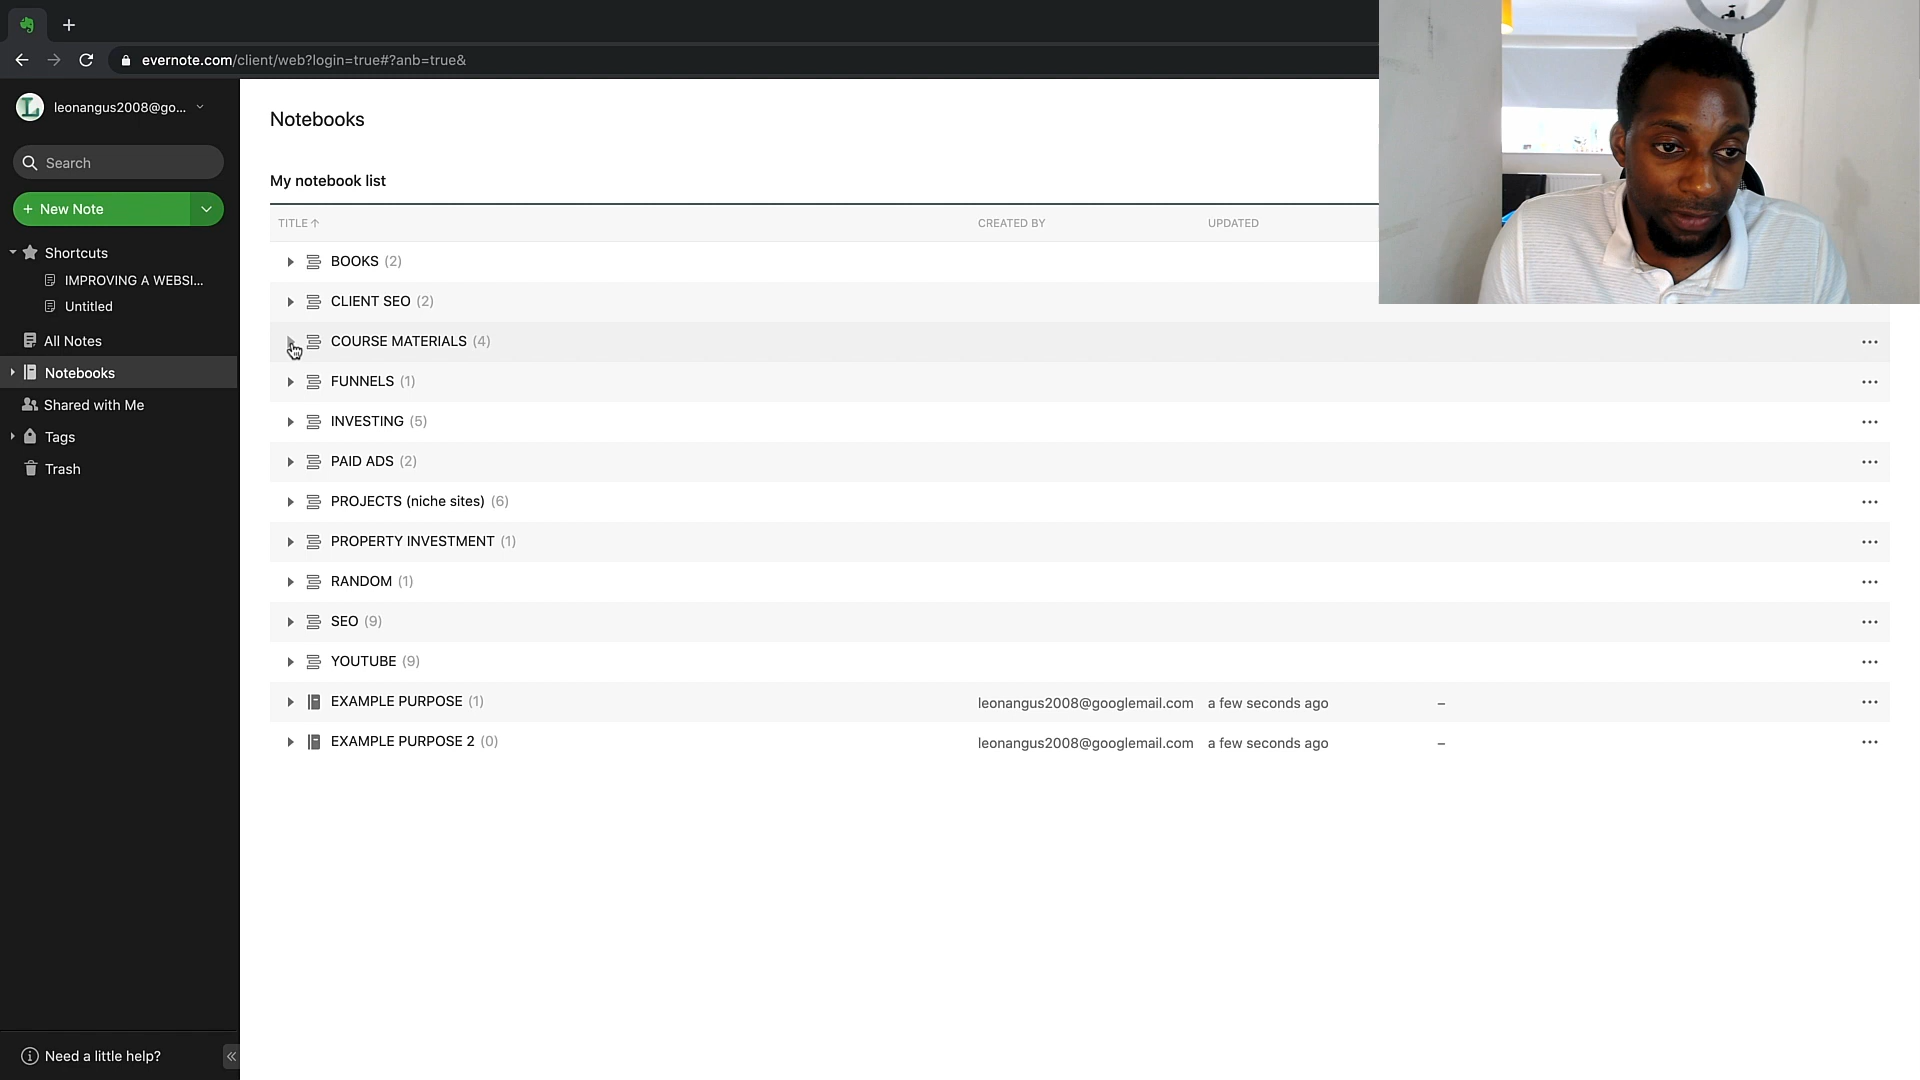 evernote.com/client/web?login=true#?anb=true&
L
leonangus2008@go...
Search
+ New Note
Shortcuts
IMPROVING A WEBSI...
Untitled
All Notes
Notebooks
Shared with Me
Tags
Trash
Need a little help?
Notebooks
My notebook list
TITLE CREATED BY UPDATED
BOOKS (2)
CLIENT SEO (2)
COURSE MATERIALS (4)
FUNNELS (1)
INVESTING (5)
PAID ADS (2)
PROJECTS (niche sites) (6)
PROPERTY INVESTMENT (1)
RANDOM (1)
SEO (9)
YOUTUBE (9)
EXAMPLE PURPOSE (1) leonangus2008@googlemail.com a few seconds ago –
EXAMPLE PURPOSE 2 (0) leonangus2008@googlemail.com a few seconds ago –